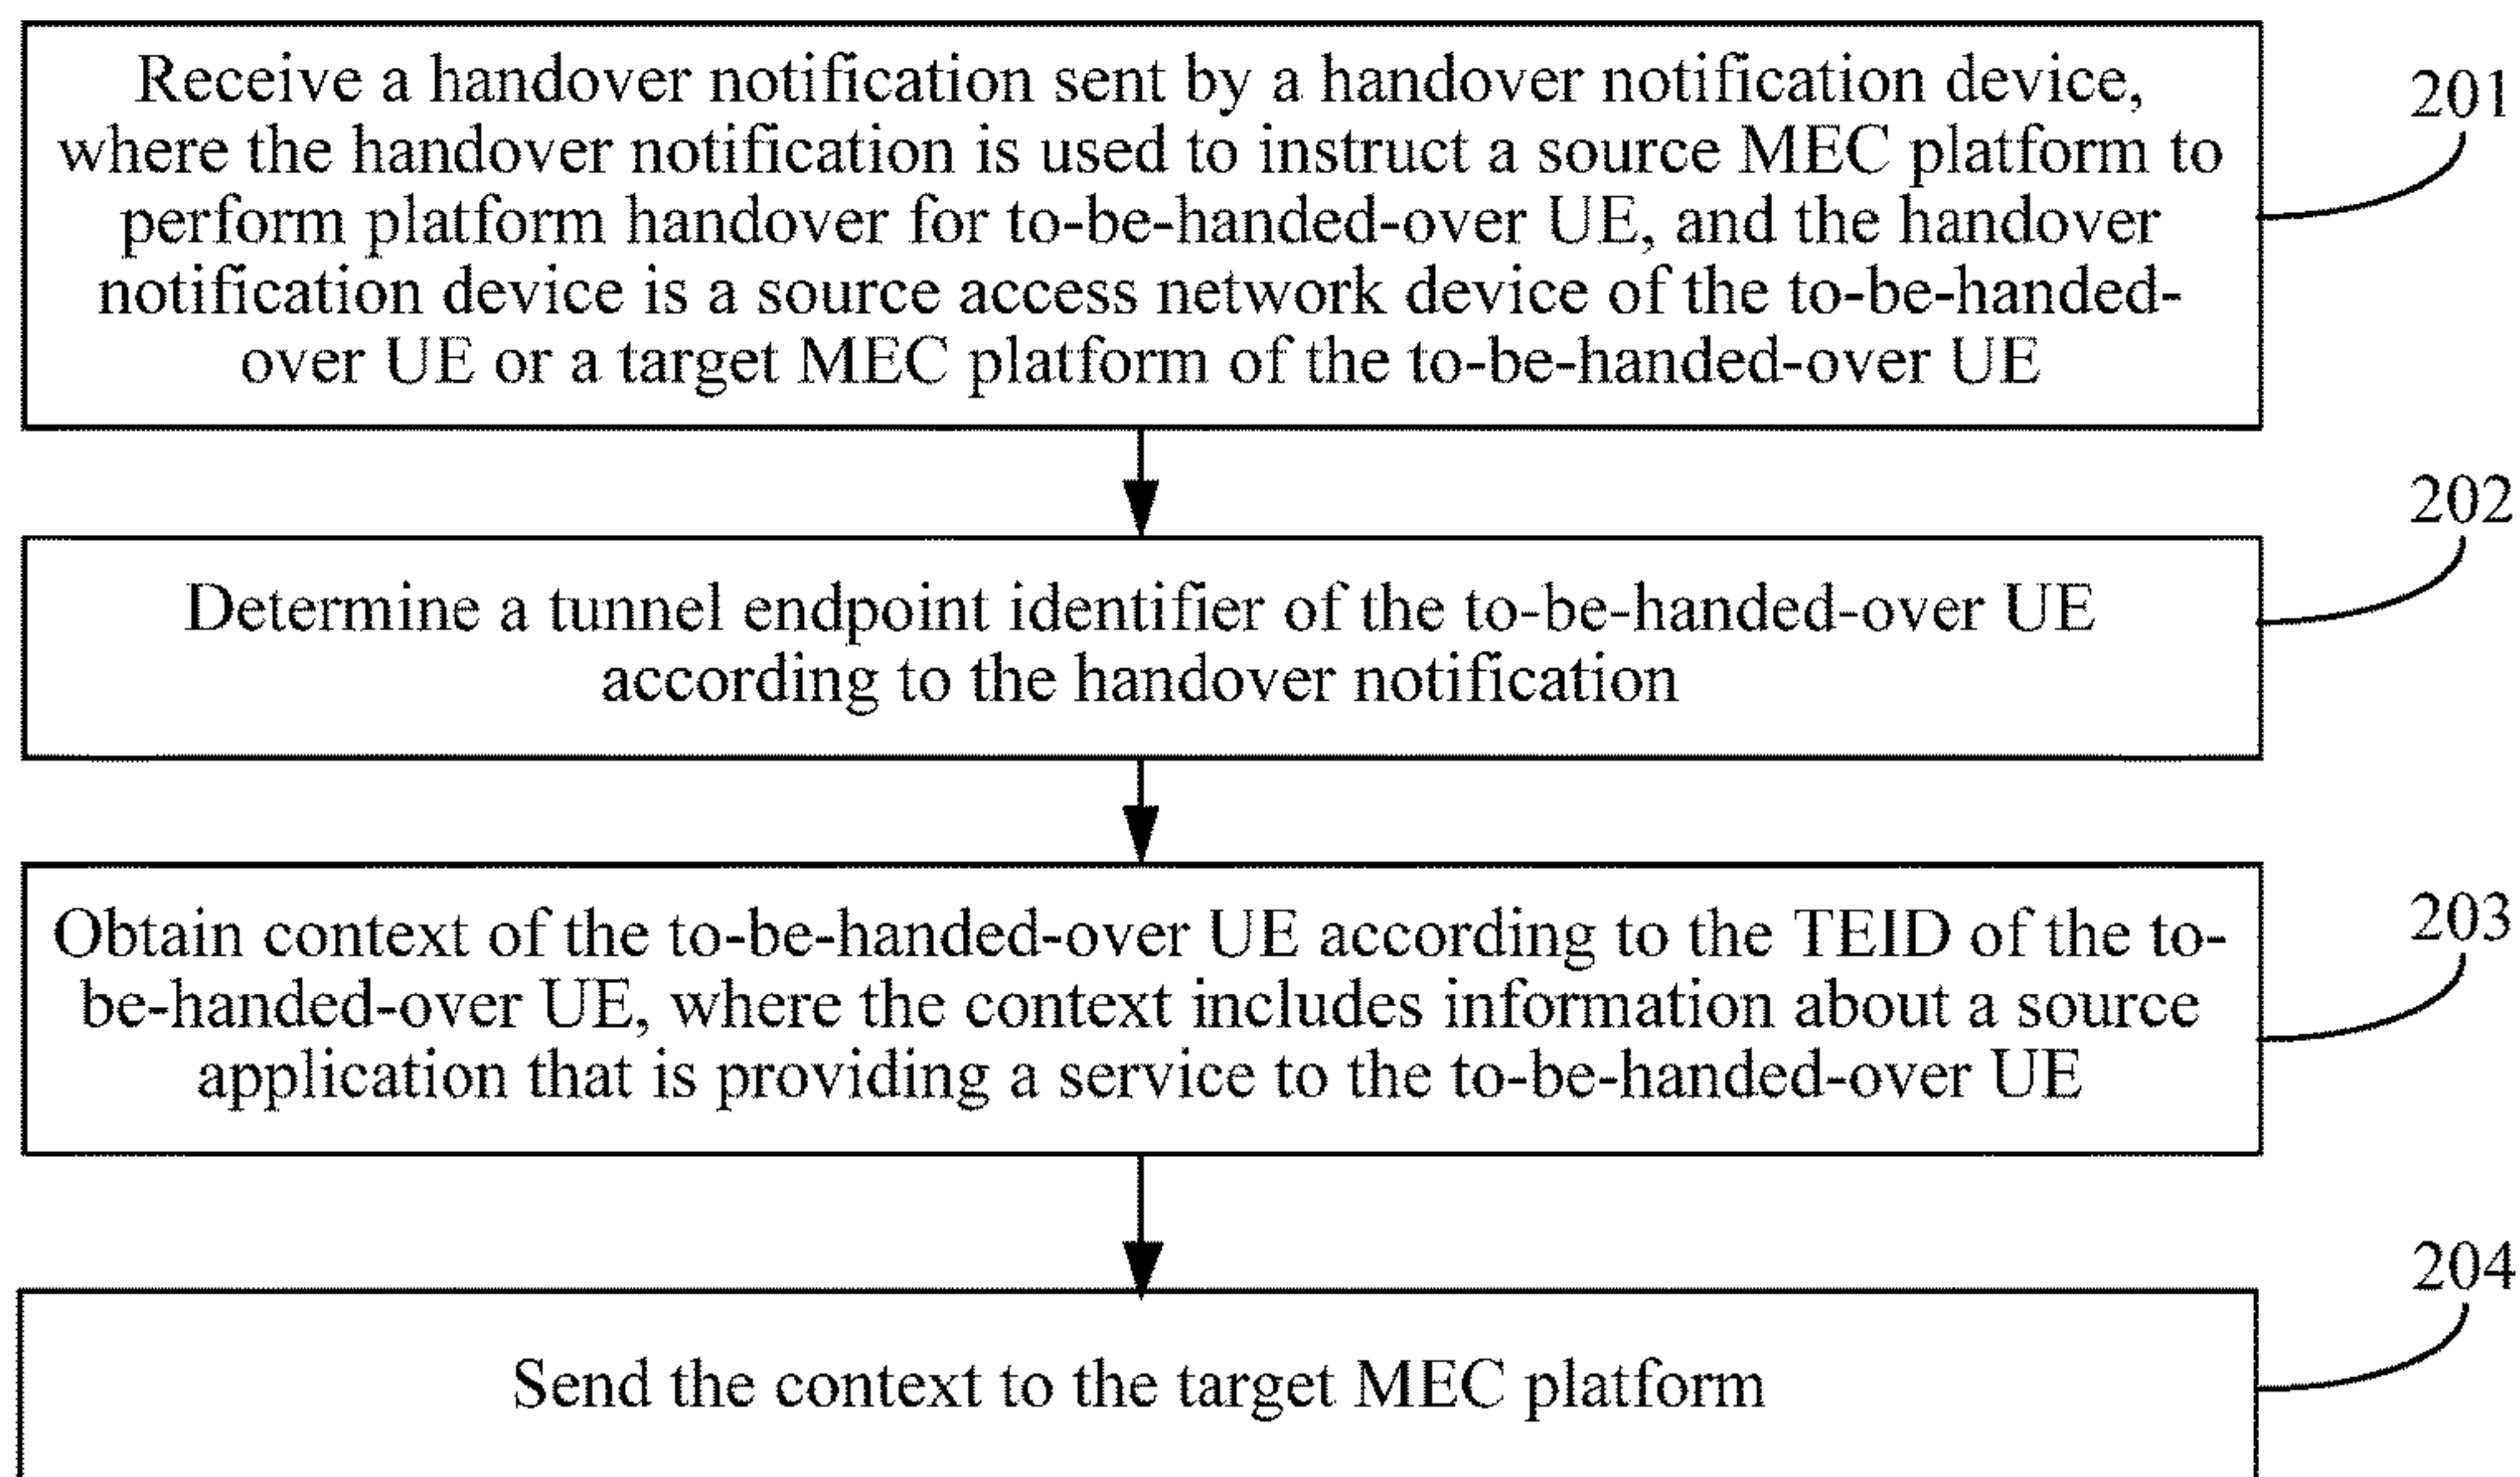 Receive a handover notification sent by a handover notification device,
where the handover notification is used to instruct a source MEC platform to
perform platform handover for to-be-handed-over UE, and the handover
notification device is a source access network device of the to-be-handed-
over UE or a target MEC platform of the to-be-handed-over UE
201
Determine a tunnel endpoint identifier of the to-be-handed-over UE
according to the handover notification
202
Obtain context of the to-be-handed-over UE according to the TEID of the to-
be-handed-over UE, where the context includes information about a source
application that is providing a service to the to-be-handed-over UE
203
Send the context to the target MEC platform
204